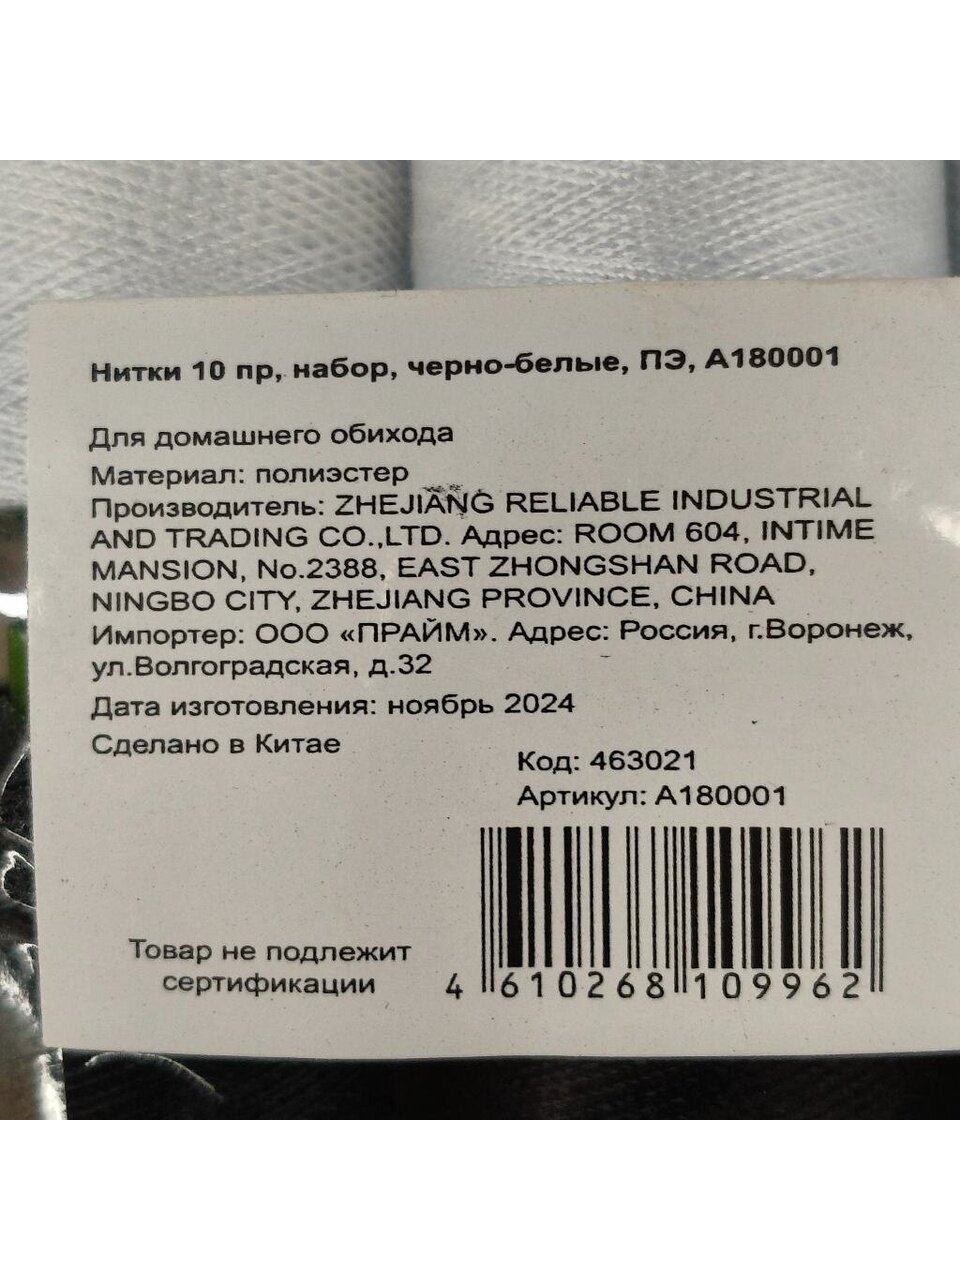 Нитки 10 пр, набор, черно-белые, ПЭ, А180001
Для домашнего обихода
Материал: полиэстер
Производитель: ZHEJIANG RELIABLE INDUSTRIAL
AND TRADING CO.,LTD. Адрес: ROOM 604, INTIME
MANSION, No.2388, EAST ZHONGSHAN ROAD,
NINGBO CITY, ZHEJIANG PROVINCE, CHINA
Импортер: ООО «ПРАЙМ». Адрес: Россия, г.Воронеж,
ул.Волгоградская, д.32
Дата изготовления: ноябрь 2024
Сделано в Китае
Код: 463021
Артикул: А180001
Товар не подлежит
сертификации
4 610268 109962